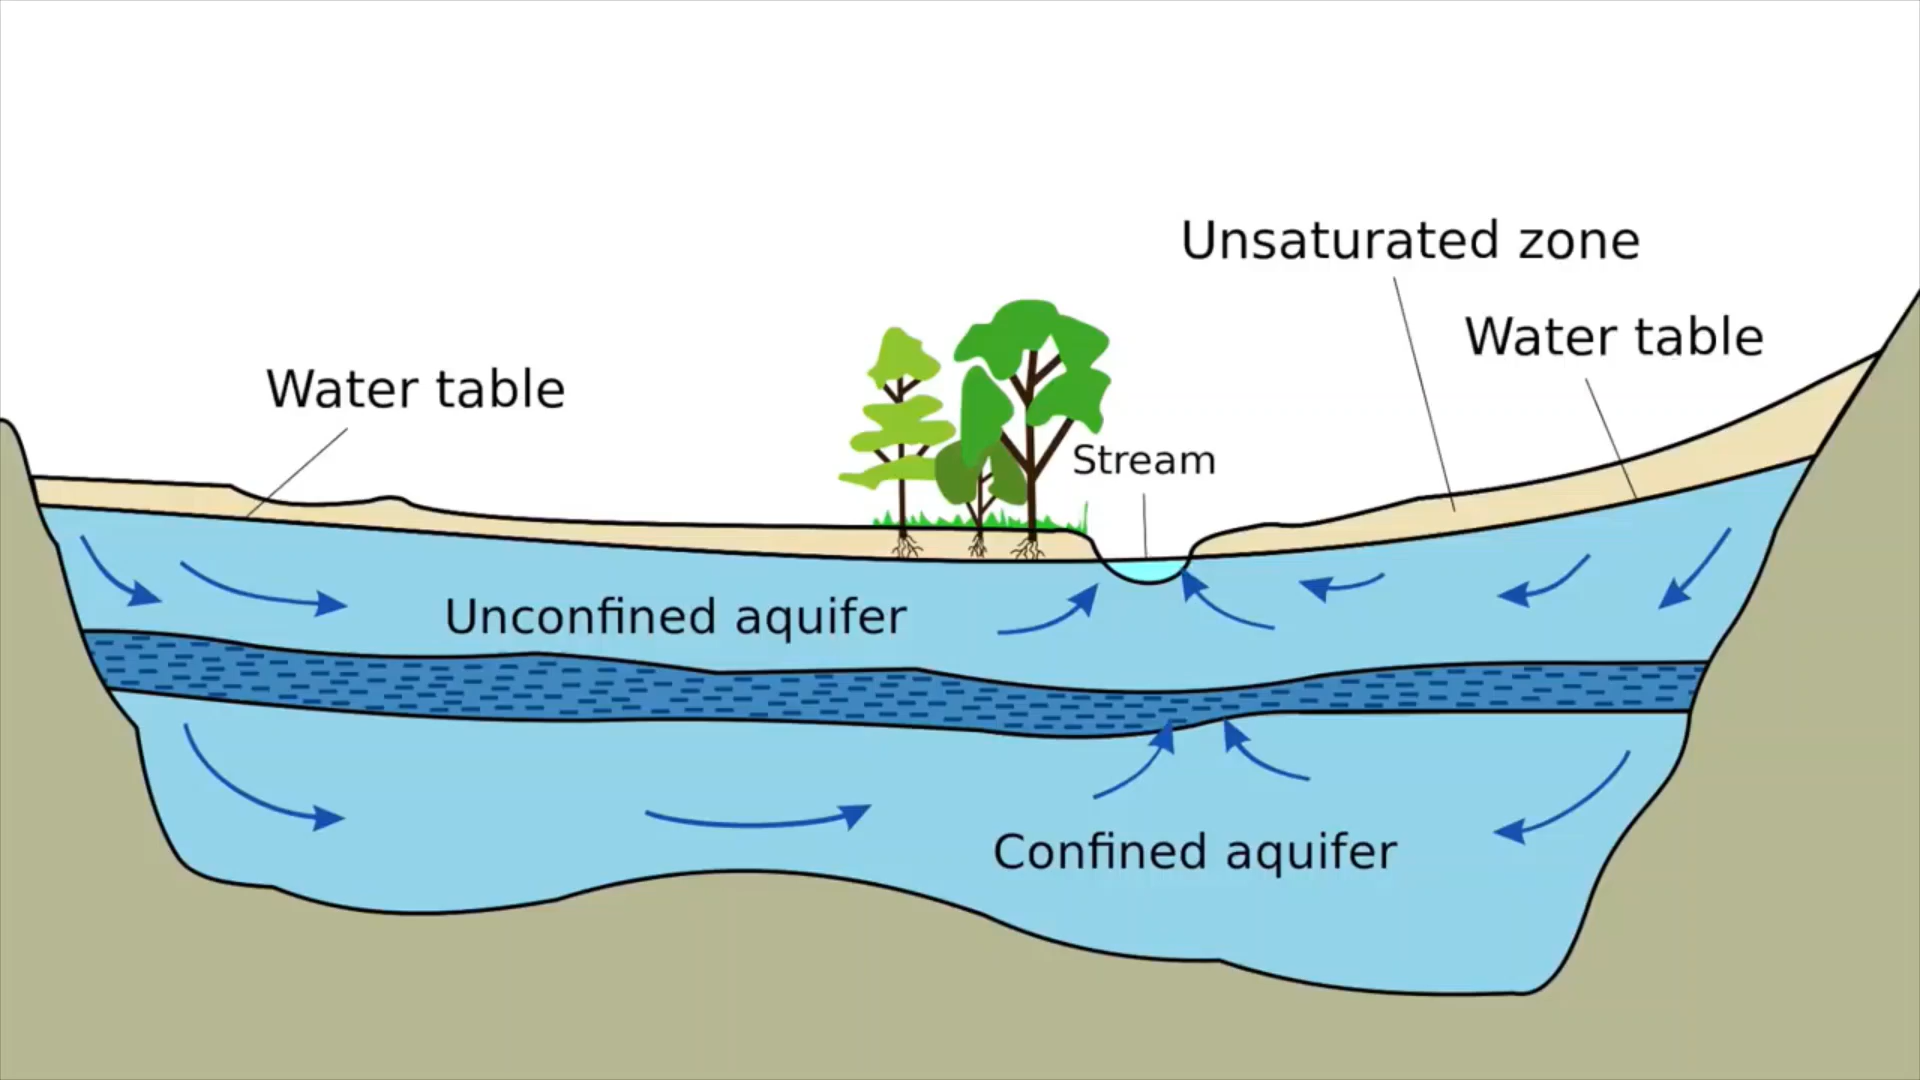 Unsaturated zone
Water table
Water table
Stream
Unconfined aquifer
Confined aquifer